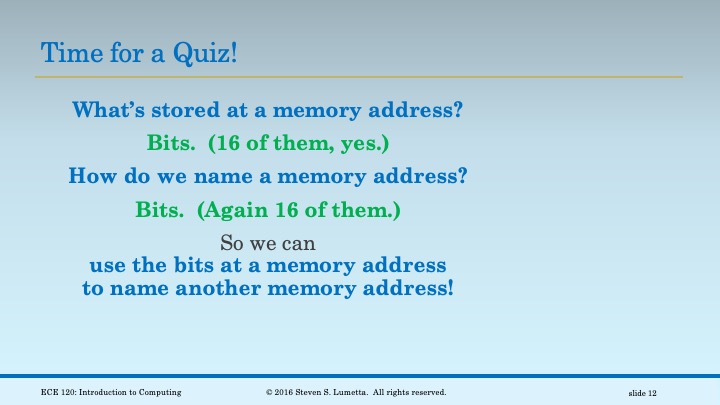 Time for a Quiz!
What’s stored at a memory address?
Bits.  (16 of them, yes.)
How do we name a memory address?
Bits.  (Again 16 of them.)
So we can
use the bits at a memory address
to name another memory address!
ECE 120: Introduction to Computing
© 2016 Steven S. Lumetta.  All rights reserved.
slide 12